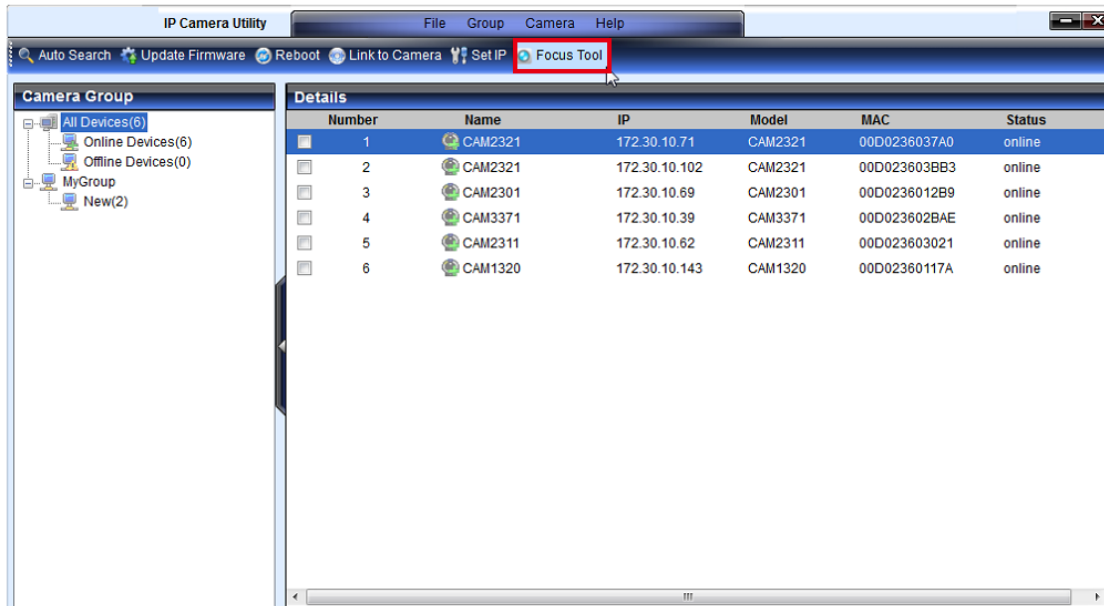 IP Camera Utility File Group Camera Help
Auto Search Update Firmware Reboot Link to Camera Set IP Focus Tool
Camera Group
All Devices(6)
Online Devices(6)
Offline Devices(0)
MyGroup
New(2)
Details
Number Name IP Model MAC Status
1 CAM2321 172.30.10.71 CAM2321 00D0236037A0 online
2 CAM2321 172.30.10.102 CAM2321 00D023603BB3 online
3 CAM2301 172.30.10.69 CAM2301 00D0236012B9 online
4 CAM3371 172.30.10.39 CAM3371 00D023602BAE online
5 CAM2311 172.30.10.62 CAM2311 00D023603021 online
6 CAM1320 172.30.10.143 CAM1320 00D02360117A online